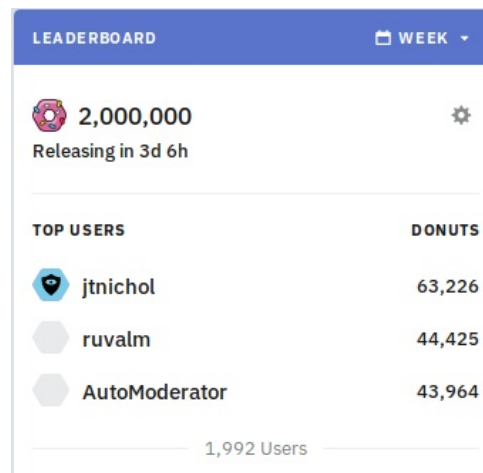 LEADERBOARD WEEK
2,000,000
Releasing in 3d 6h
TOP USERS DONUTS
jtnichol 63,226
ruvalm 44,425
AutoModerator 43,964
1,992 Users